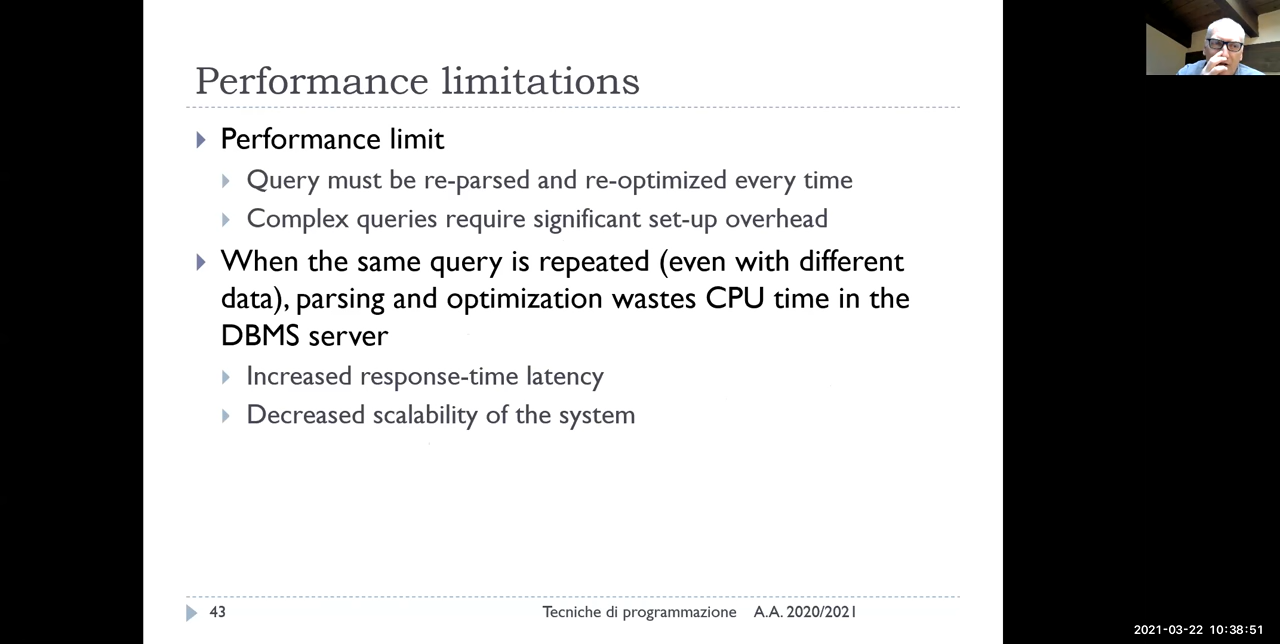 Performance limitations
Performance limit
Query must be re-parsed and re-optimized every time
Complex queries require significant set-up overhead
When the same query is repeated (even with different
data), parsing and optimization wastes CPU time in the
DBMS server
Increased response-time latency
Decreased scalability of the system
43
Tecniche di programmazione A.A. 2020/2021
2021-03-22 10:38:51